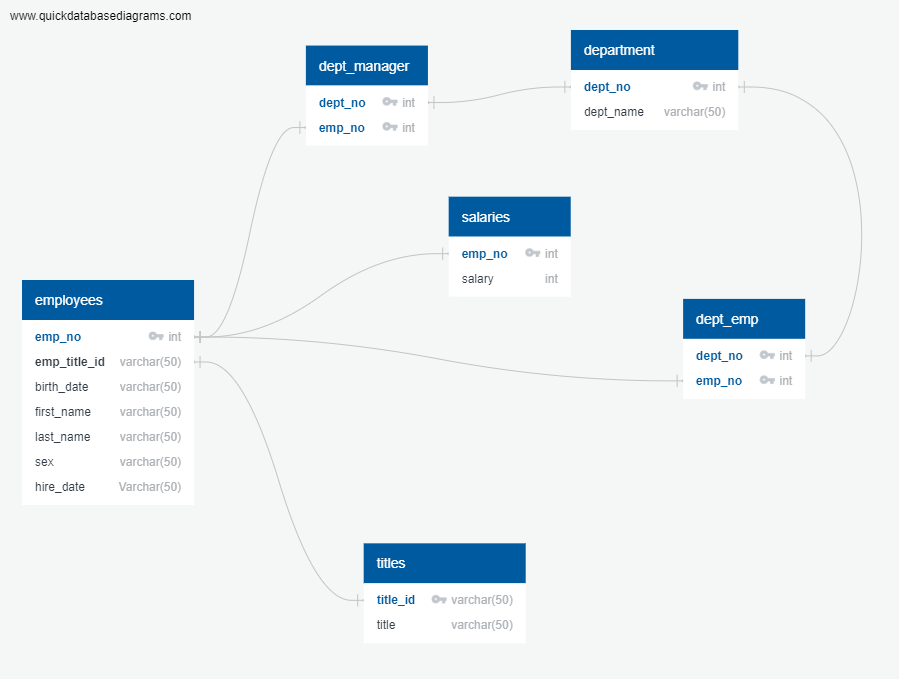 www.quickdatabasediagrams.com
dept_manager
dept_no int
emp_no int
department
dept_no int
dept_name varchar(50)
salaries
emp_no int
salary int
employees
emp_no int
emp_title_id varchar(50)
birth_date varchar(50)
first_name varchar(50)
last_name varchar(50)
sex varchar(50)
hire_date Varchar(50)
dept_emp
dept_no int
emp_no int
titles
title_id varchar(50)
title varchar(50)